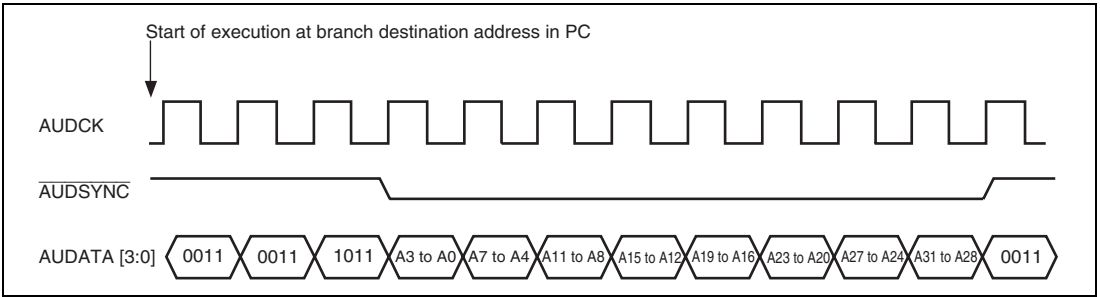 Start of execution at branch destination address in PC
AUDCK
AUDSYNC
AUDATA [3:0] 0011 0011 1011 A3 to A0 A7 to A4 A11 to A8 A15 to A12 A19 to A16 A23 to A20 A27 to A24 A31 to A28 0011